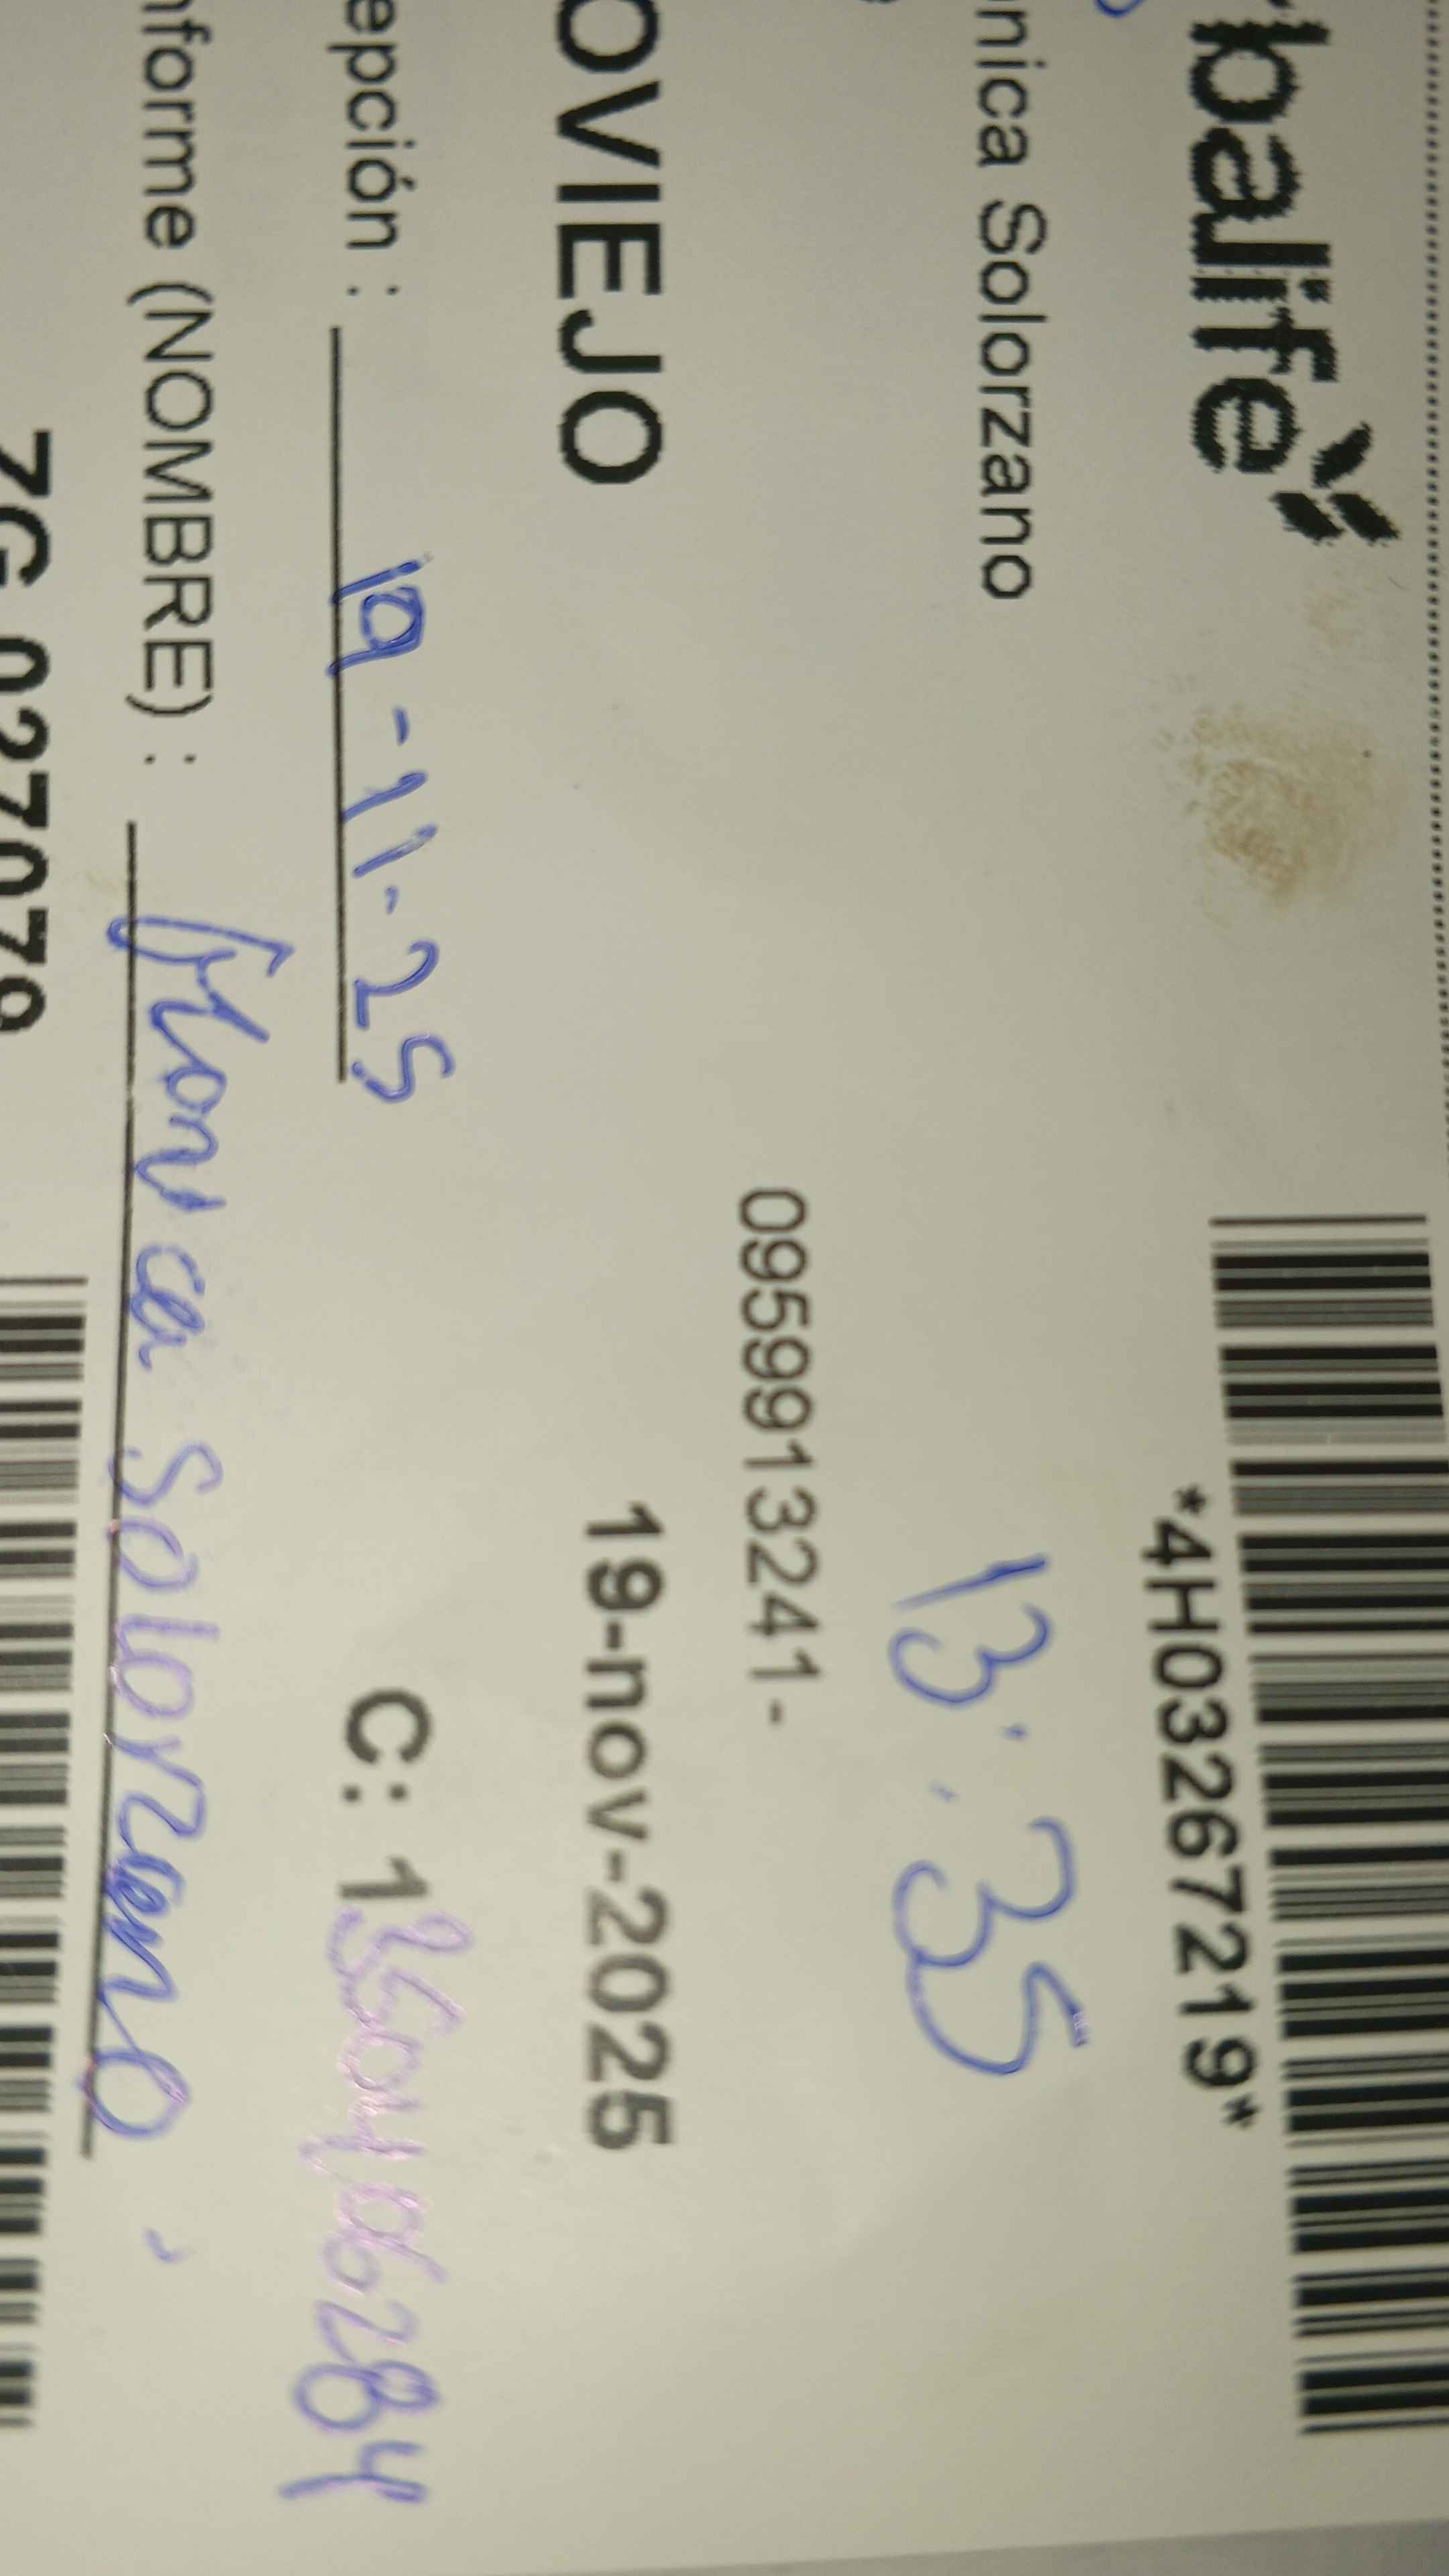 rbalife
*4H03267219*
nica Solorzano
13:35
0959913241-
OVIEJO 19-nov-2025
epción : 19-11-25
C: 1
nforme (NOMBRE) : Monica Solorzano